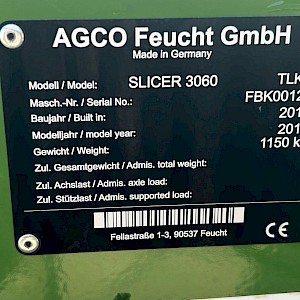 AGCO Feucht GmbH
Made in Germany
Modell / Model: SLICER 3060 TLK
Masch.-Nr. / Serial No.: FBK0012
Baujahr / Built in: 201
Modelljahr / model year: 201
Gewicht / Weight: 1150 k
Zul. Gesamtgewicht / Admis. total weight:
Zul. Achslast / Admis. axle load:
Zul. Stützlast / Admis. supported load:
Fellastraße 1-3, 90537 Feucht
CE